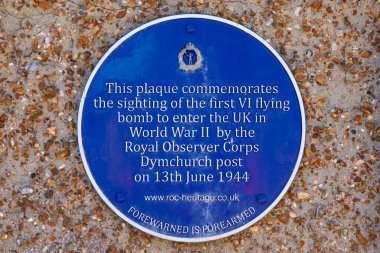 This plaque commemorates
the sighting of the first V1 flying
bomb to enter the UK in
World War II by the
Royal Observer Corps
Dymchurch post
on 13th June 1944
www.roc-heritage.co.uk
FOREWARNED IS FOREARMED